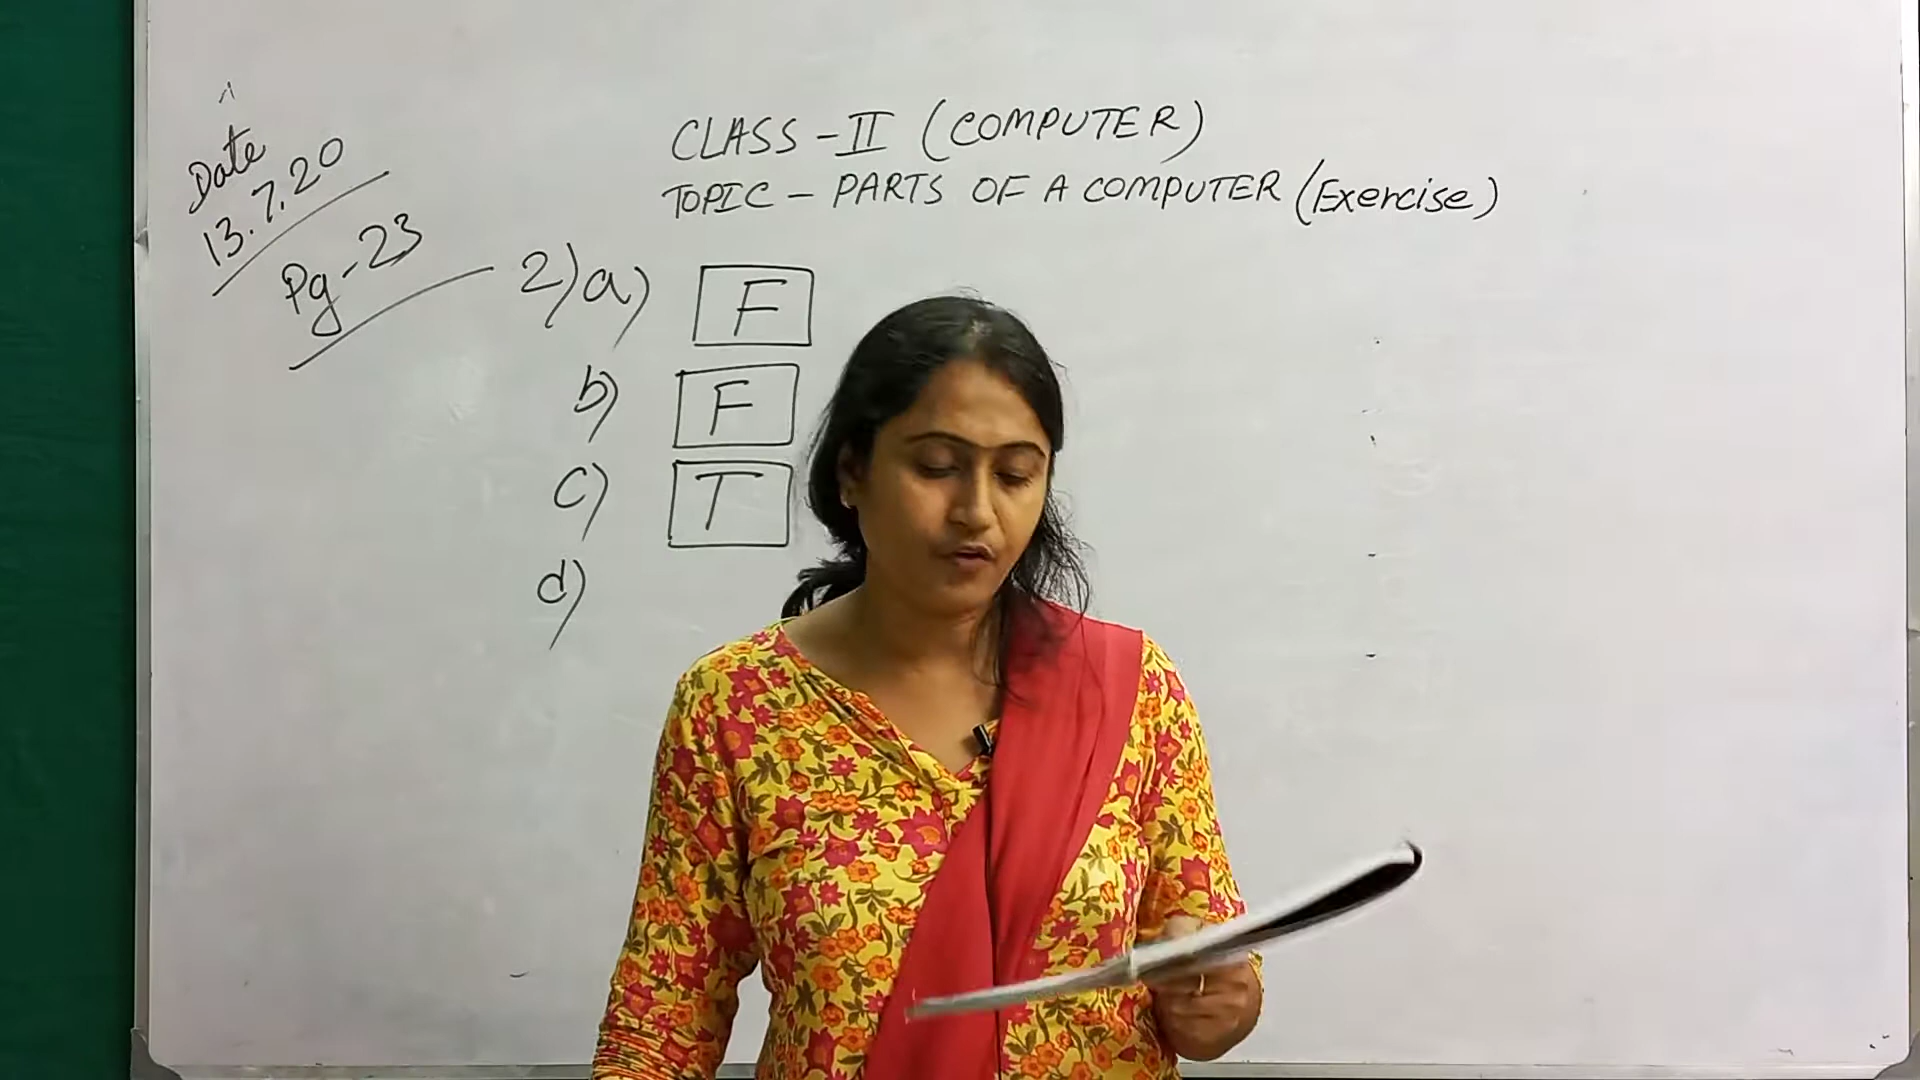 Date
13.7.20
Pg-23
CLASS-II (COMPUTER)
TOPIC - PARTS OF A COMPUTER (Exercise)
2) a) F
b) F
c) T
d)